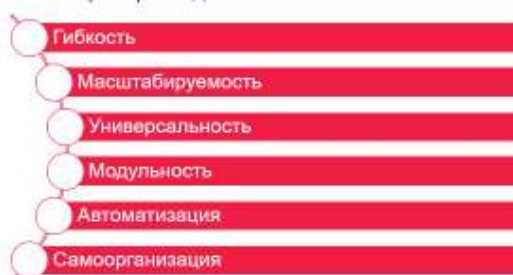 Гибкость
Масштабируемость
Универсальность
Модульность
Автоматизация
Самоорганизация